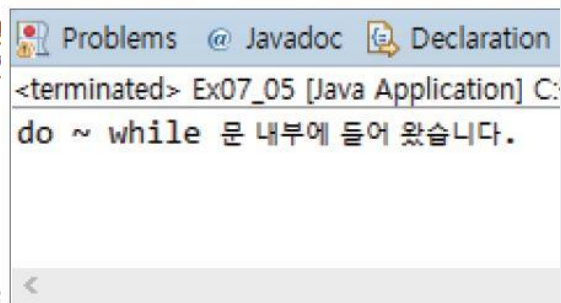 Problems @ Javadoc Declaration
<terminated> Ex07_05 [Java Application] C:
do ~ while 문 내부에 들어 왔습니다.